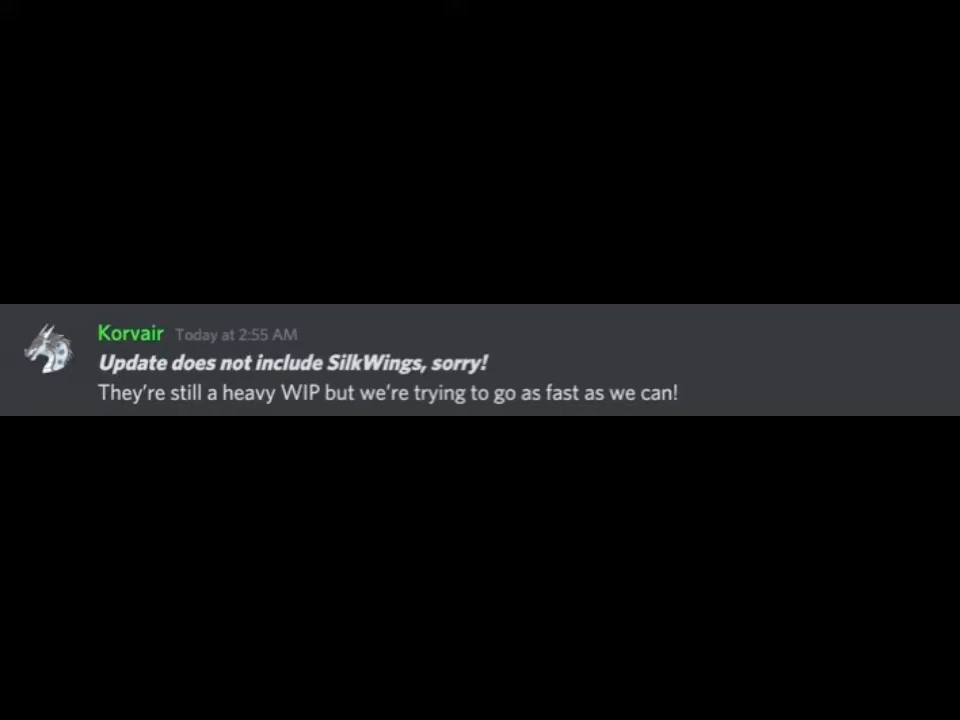 Korvair Today at 2:55 AM
Update does not include SilkWings, sorry!
They're still a heavy WIP but we're trying to go as fast as we can!